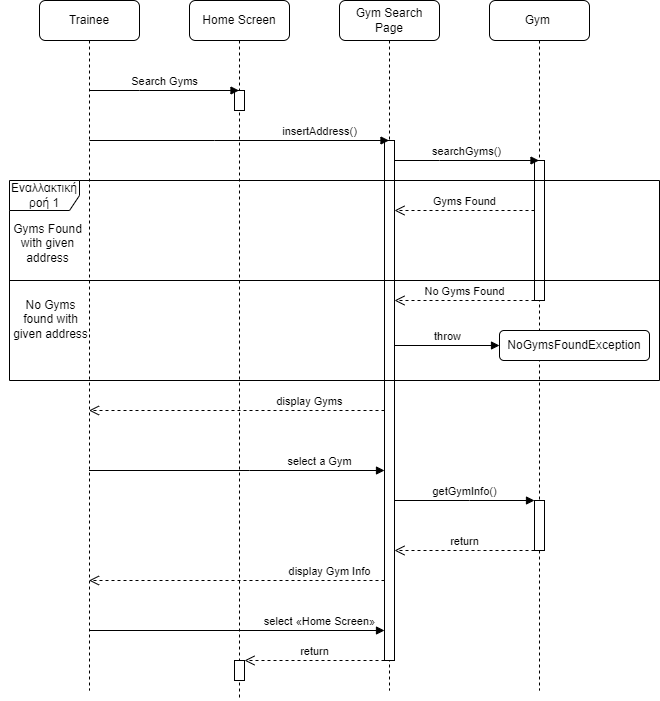 Trainee
Home Screen
Gym Search
Page
Gym
Search Gyms
insertAddress()
searchGyms()
Εναλλακτική
ροή 1
Gyms Found
Gyms Found
with given
address
No Gyms Found
No Gyms
found with
given address
throw
NoGymsFoundException
display Gyms
select a Gym
getGymInfo()
return
display Gym Info
select «Home Screen»
return